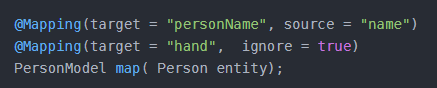 @Mapping(target = "personName", source = "name")
@Mapping(target = "hand",  ignore = true)
PersonModel map( Person entity);